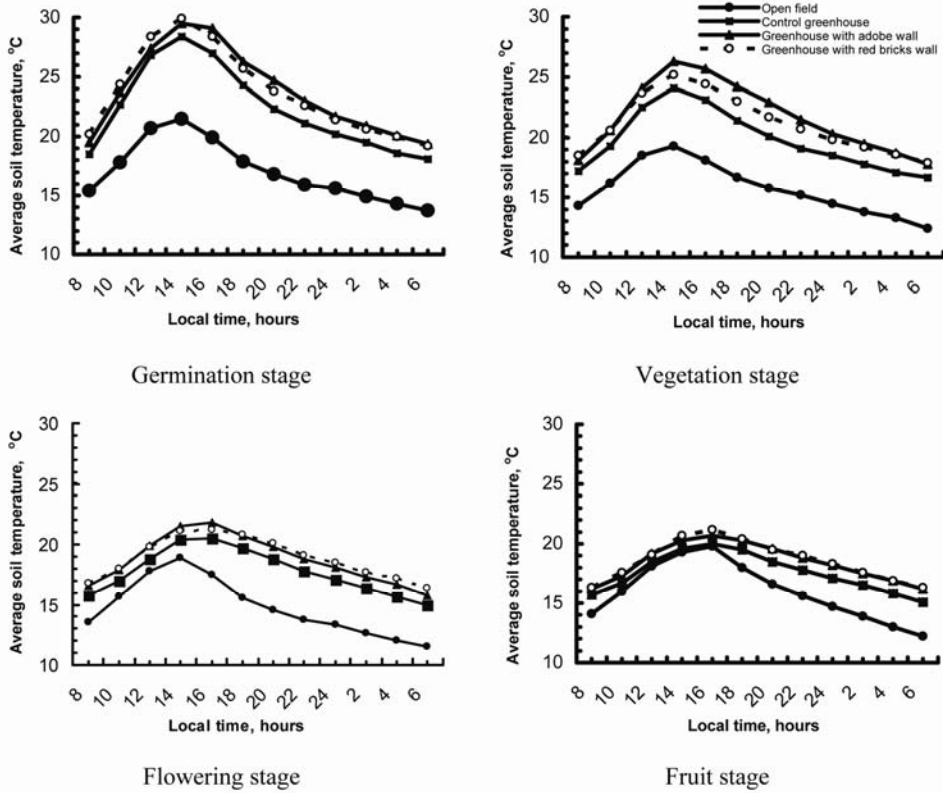 Average soil temperature, °C
30
25
20
15
10
8 10 12 14 16 18 20 22 24 2 4 6
Local time, hours
Germination stage
Open field
Control greenhouse
Greenhouse with adobe wall
Greenhouse with red bricks wall
Average soil temperature, °C
30
25
20
15
10
8 10 12 14 16 18 20 22 24 2 4 6
Local time, hours
Vegetation stage
Average soil temperature, °C
30
25
20
15
10
8 10 12 14 16 18 20 22 24 2 4 6
Local time, hours
Flowering stage
Average soil temperature, °C
30
25
20
15
10
8 10 12 14 16 18 20 22 24 2 4 6
Local time, hours
Fruit stage